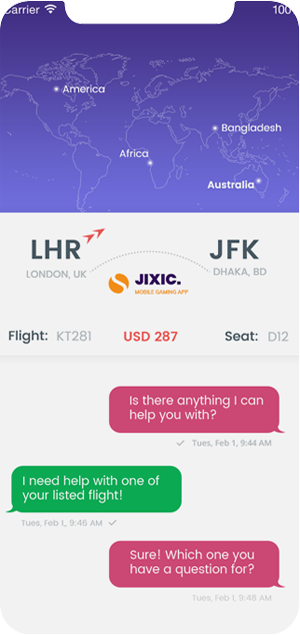 Carrier 100
America
Bangladesh
Africa
Australia
LHR JFK
LONDON, UK DHAKA, BD
JIXIC.
MOBILE GAMING APP
Flight: KT281 USD 287 Seat: D12
Is there anything I can
help you with?
Tues, Feb 1, 9:44 AM
I need help with one of
your listed flight!
Tues, Feb 1, 9:46 AM
Sure! Which one you
have a question for?
Tues, Feb 1, 9:48 AM